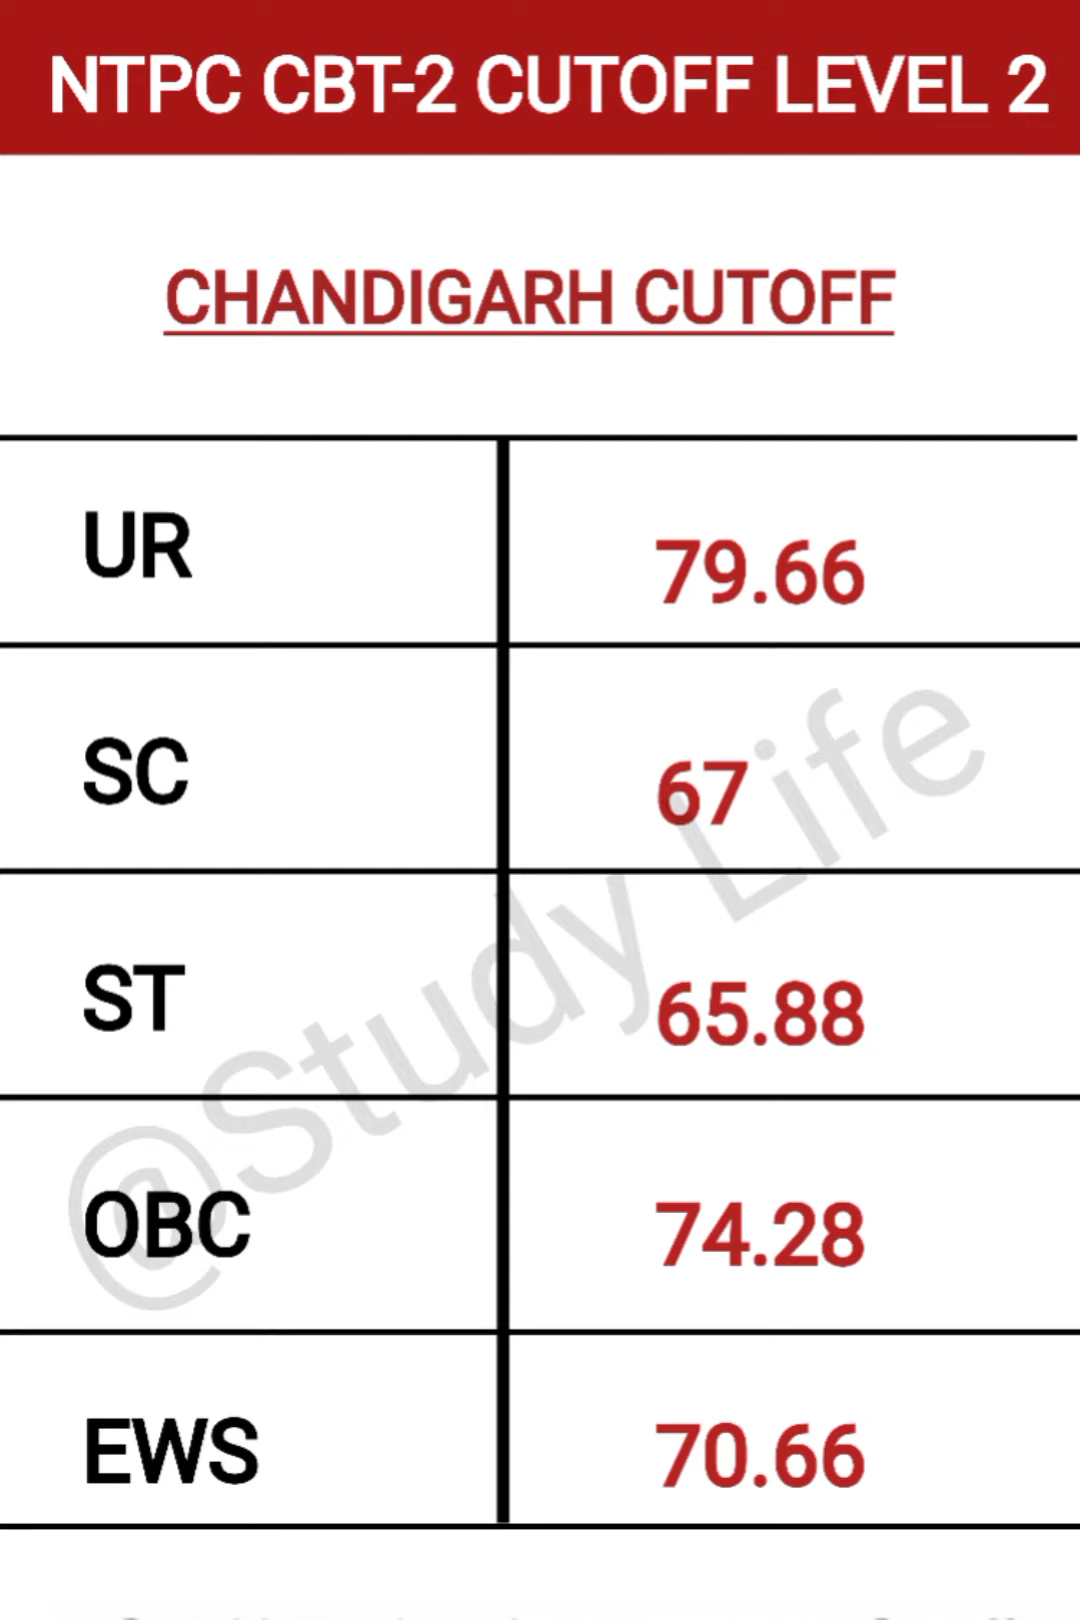 NTPC CBT-2 CUTOFF LEVEL 2
CHANDIGARH CUTOFF
UR 79.66
SC 67
ST 65.88
OBC 74.28
EWS 70.66
@Study Life